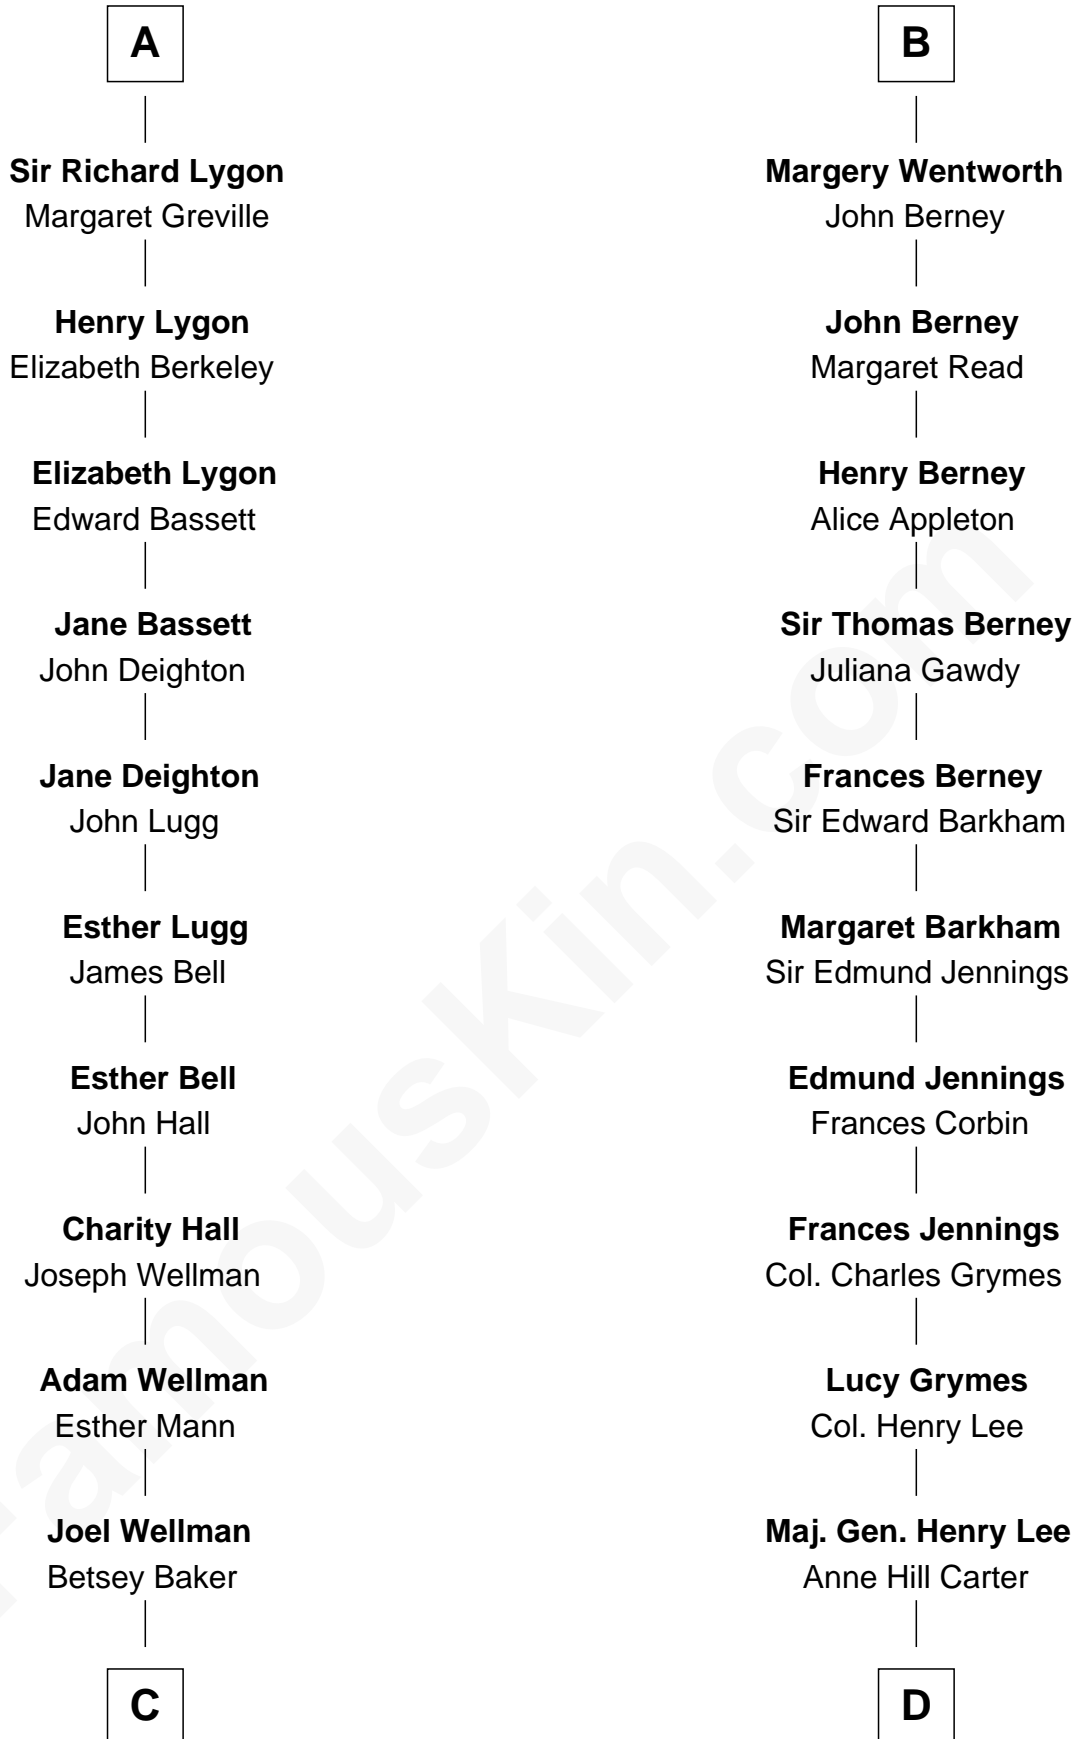 A
Sir Richard Lygon
Margaret Greville
Henry Lygon
Elizabeth Berkeley
Elizabeth Lygon
Edward Bassett
Jane Bassett
John Deighton
Jane Deighton
John Lugg
Esther Lugg
James Bell
Esther Bell
John Hall
Charity Hall
Joseph Wellman
Adam Wellman
Esther Mann
Joel Wellman
Betsey Baker
C
B
Margery Wentworth
John Berney
John Berney
Margaret Read
Henry Berney
Alice Appleton
Sir Thomas Berney
Juliana Gawdy
Frances Berney
Sir Edward Barkham
Margaret Barkham
Sir Edmund Jennings
Edmund Jennings
Frances Corbin
Frances Jennings
Col. Charles Grymes
Lucy Grymes
Col. Henry Lee
Maj. Gen. Henry Lee
Anne Hill Carter
D
FamousKin.com